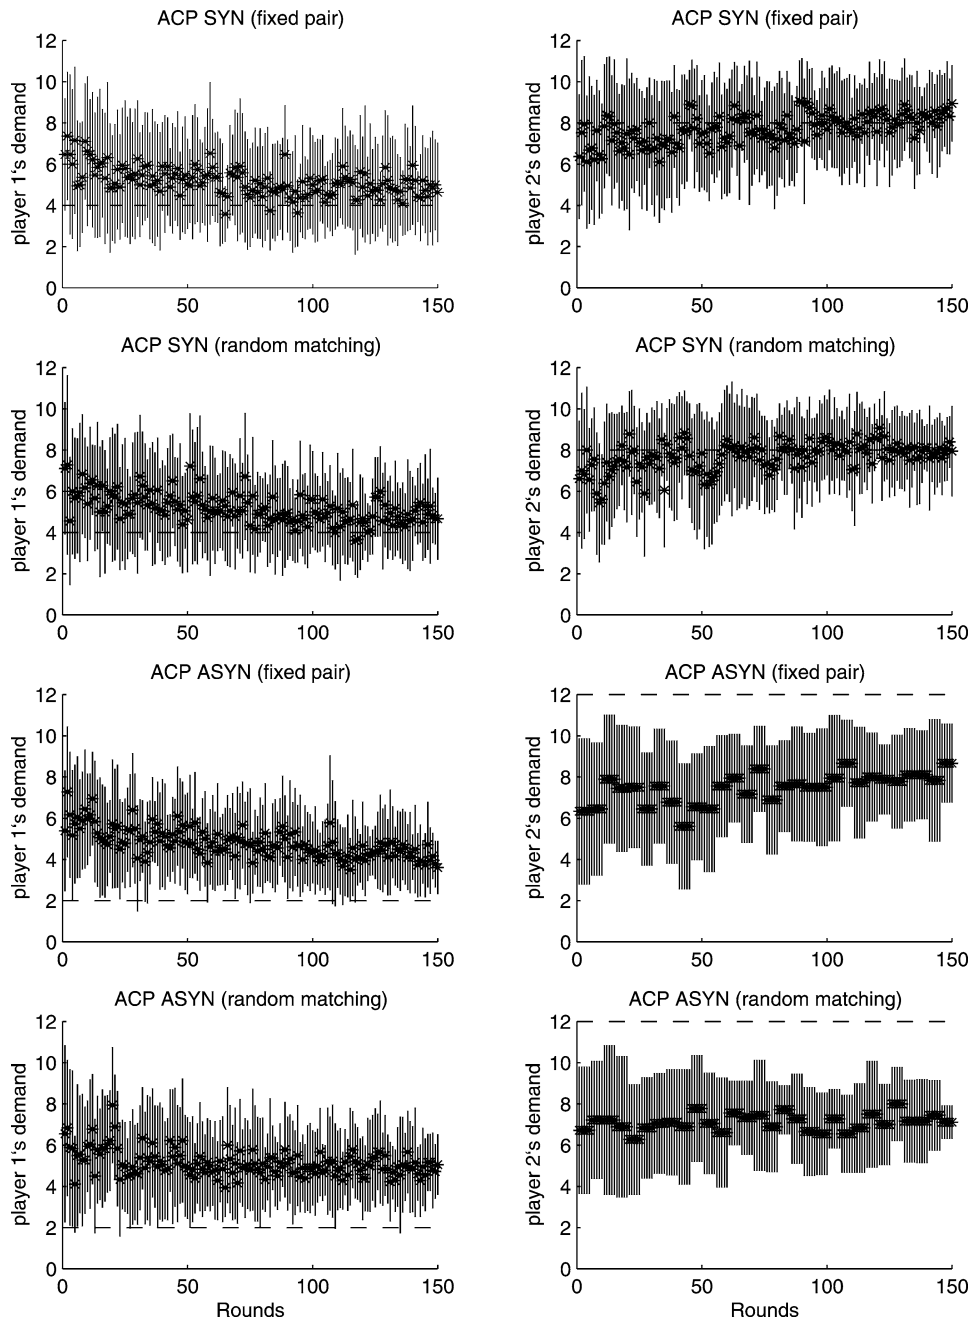 ACP SYN (fixed pair)
ACP SYN (fixed pair)
12
10
8
6
4
2
0
player 1's demand
0 50 100 150
12
10
8
6
4
2
0
player 2's demand
0 50 100 150
ACP SYN (random matching)
ACP SYN (random matching)
12
10
8
6
4
2
0
player 1's demand
0 50 100 150
12
10
8
6
4
2
0
player 2's demand
0 50 100 150
ACP ASYN (fixed pair)
ACP ASYN (fixed pair)
12
10
8
6
4
2
0
player 1's demand
0 50 100 150
12
10
8
6
4
2
0
player 2's demand
0 50 100 150
ACP ASYN (random matching)
ACP ASYN (random matching)
12
10
8
6
4
2
0
player 1's demand
0 50 100 150
Rounds
12
10
8
6
4
2
0
player 2's demand
0 50 100 150
Rounds